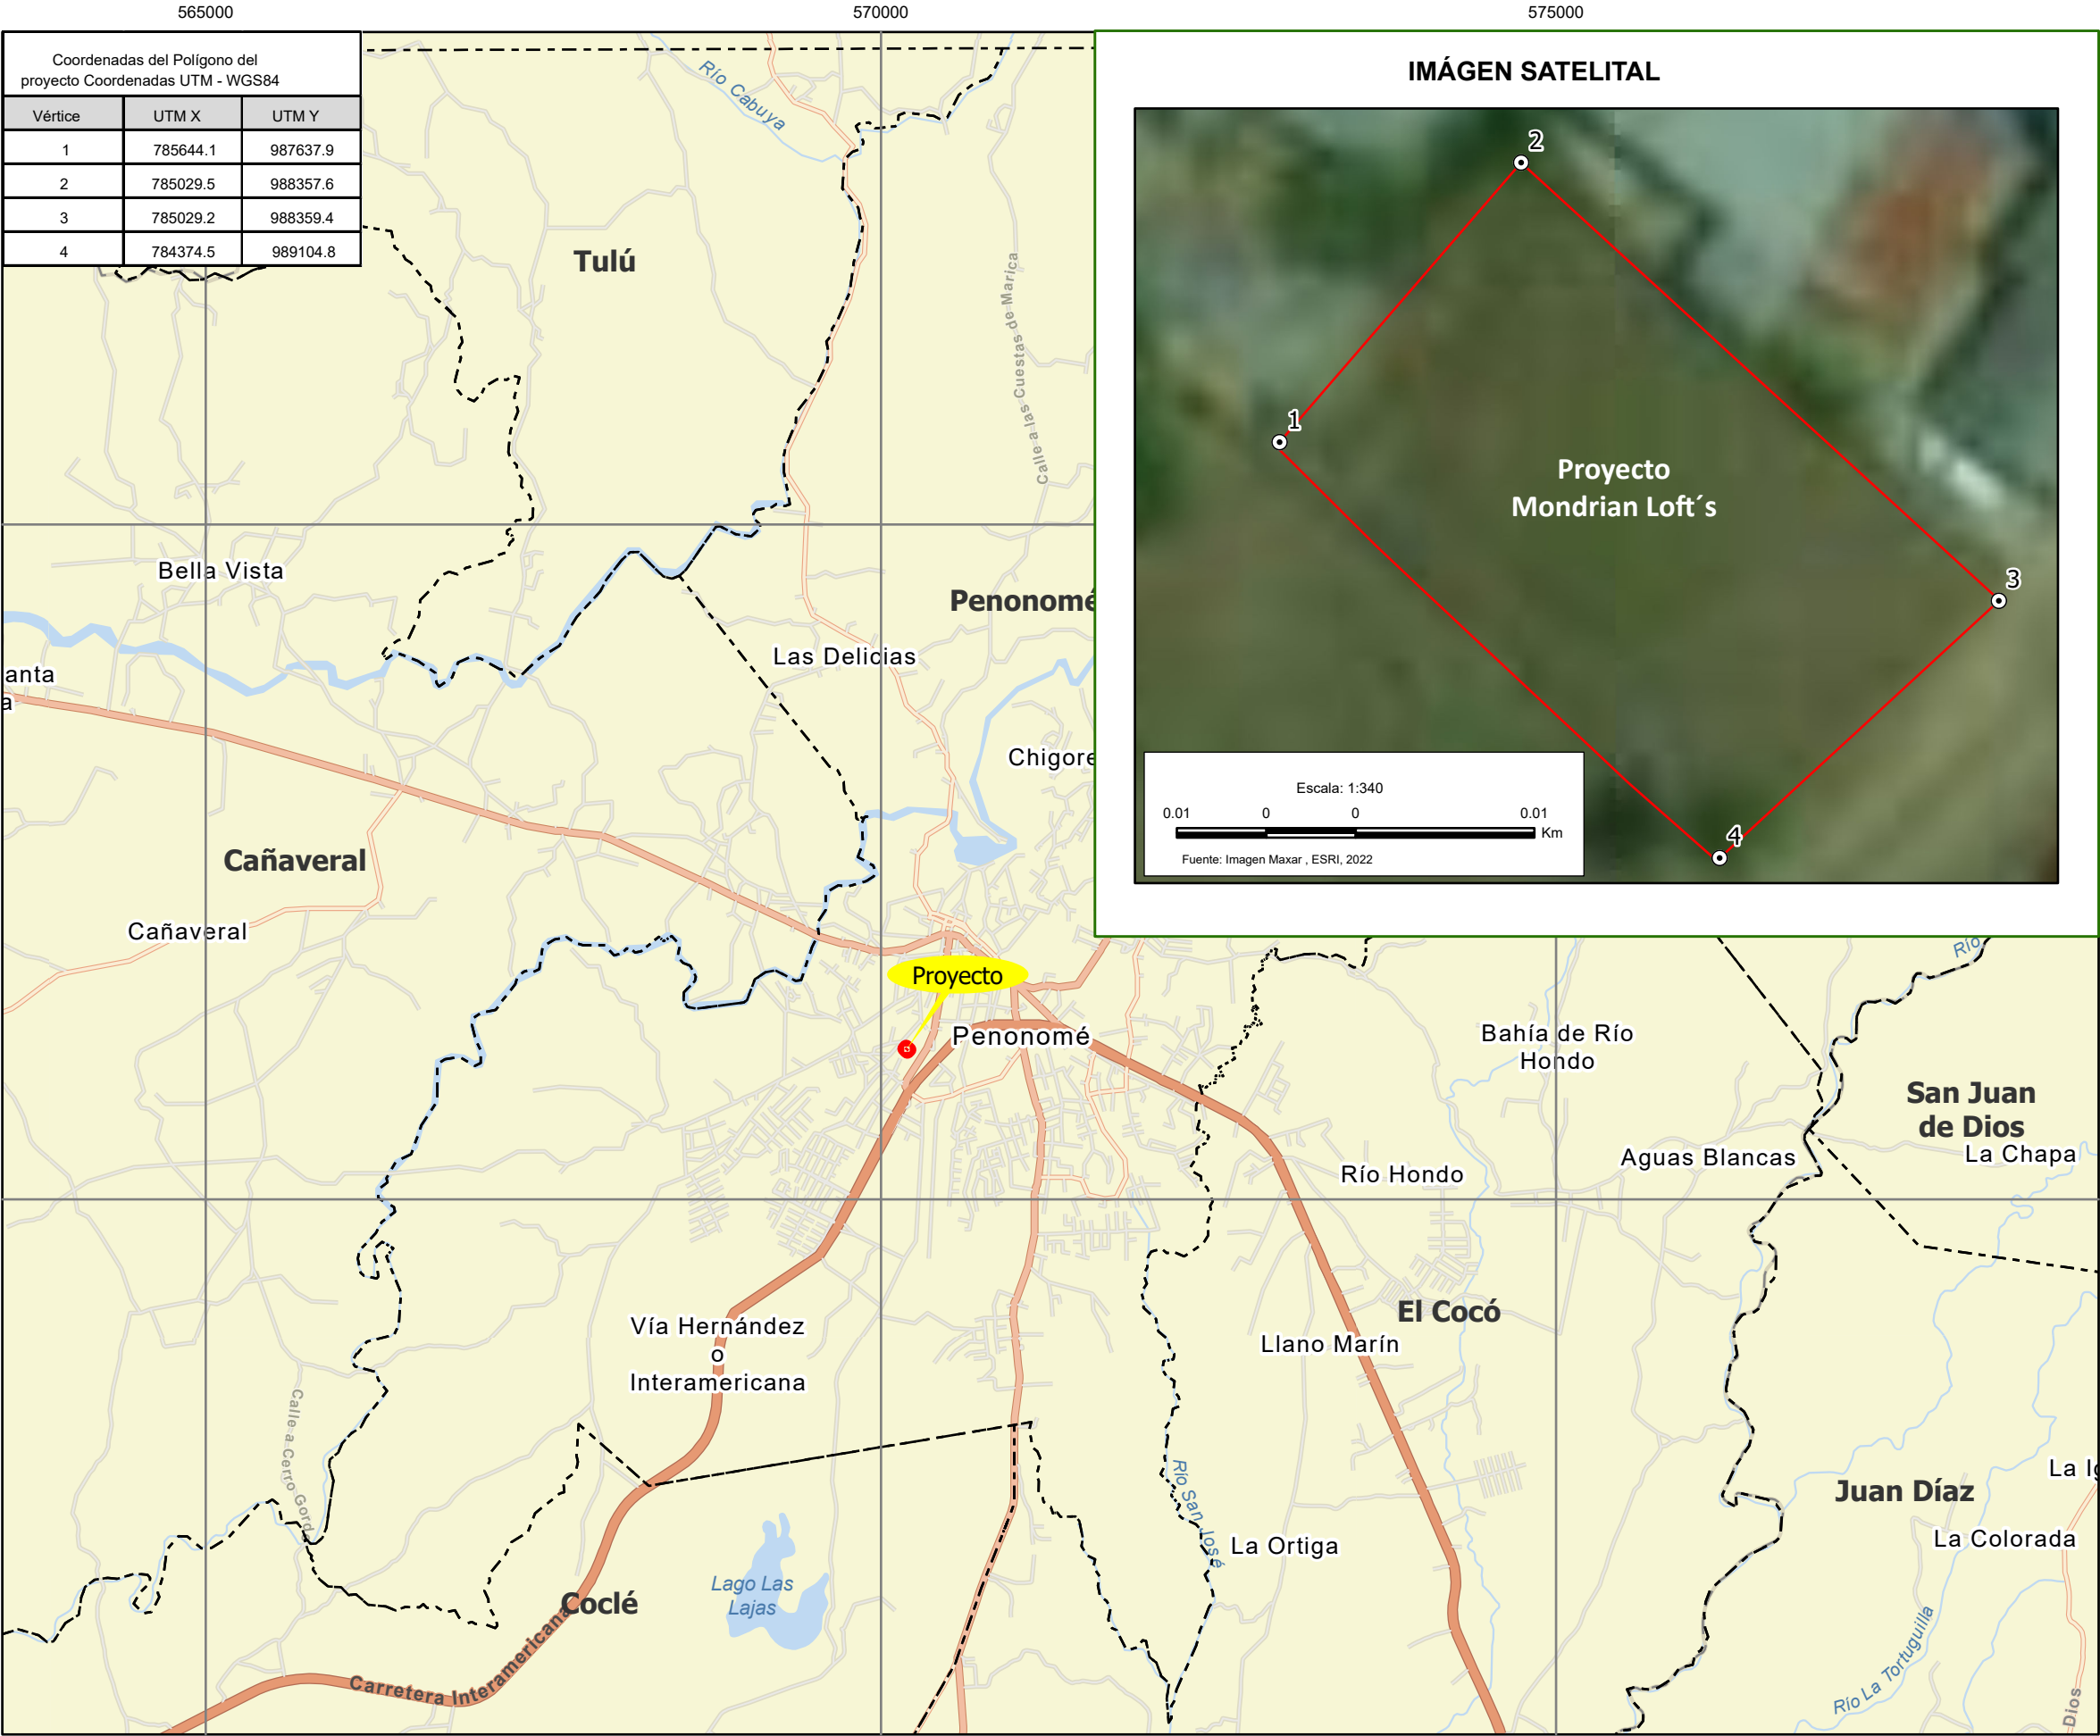 565000
570000
575000
Coordenadas del Polígono del
proyecto Coordenadas UTM - WGS84
Vértice UTM X UTM Y
1 785644.1 987637.9
2 785029.5 988357.6
3 785029.2 988359.4
4 784374.5 989104.8
IMÁGEN SATELITAL
2
1
Proyecto
Mondrian Loft´s
3
4
Escala: 1:340
0.01 0 0 0.01
Km
Fuente: Imagen Maxar , ESRI, 2022
Río Cabuya
Tulú
Calle a las Cuestas de Marica
Bella Vista
Penonomé
Las Delicias
anta
a
Chigore
Cañaveral
Cañaveral
Proyecto
Penonomé
Río
Bahía de Río
Hondo
San Juan
de Dios
La Chapa
Aguas Blancas
Río Hondo
El Cocó
Vía Hernández
o
Interamericana
Llano Marín
Calle a Cerro Gordo
Río San José
La Ortiga
Juan Díaz
La Colorada
Lago Las
Lajas
Coclé
Carretera Interamericana
Río La Tortuguilla
Dios